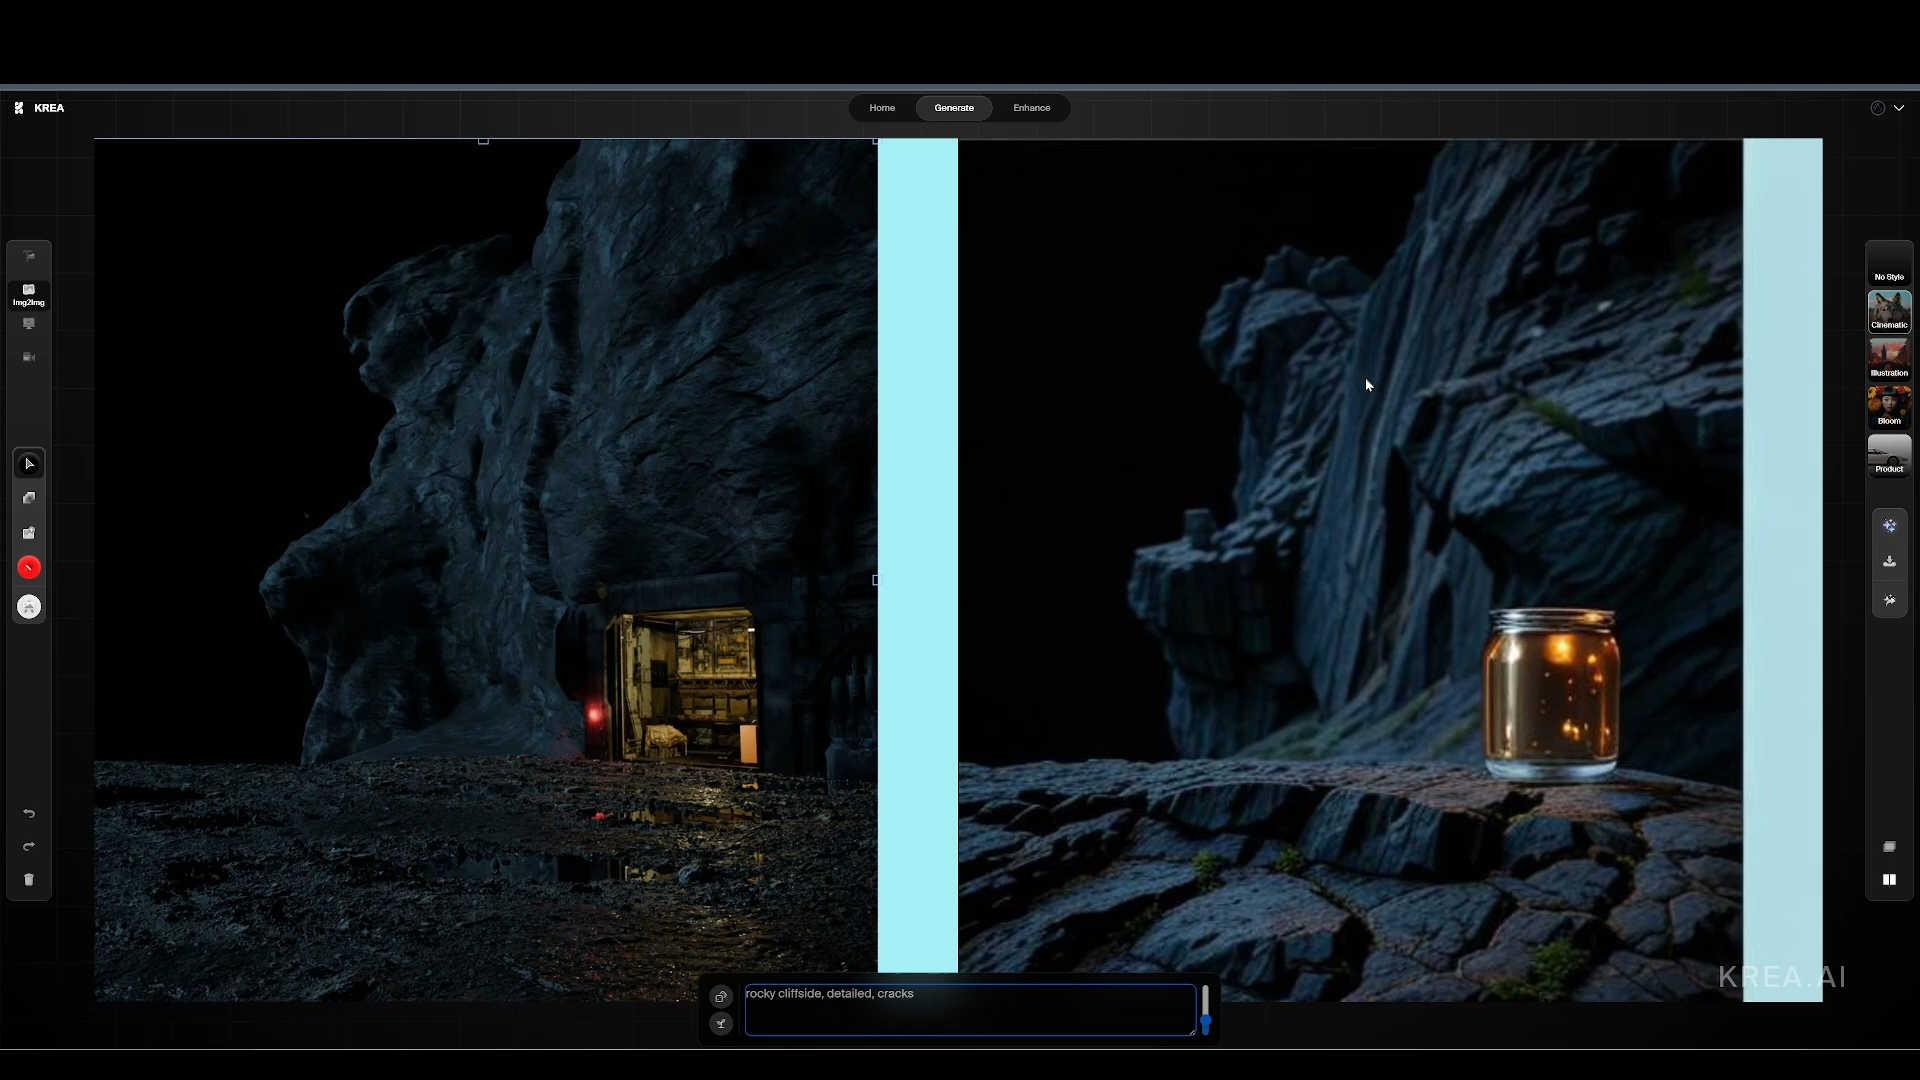 KREA
Home
Generate
Enhance
Img2Img
No Style
Cinematic
Illustration
Bloom
Product
KREA.AI
rocky cliffside, detailed, cracks